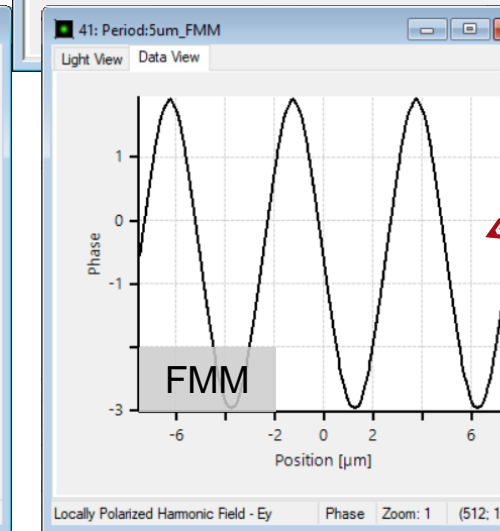 41: Period:5um_FMM
Light View Data View
1
0
-1
-3
Phase
FMM
-6 -2 0 2 6
Position [µm]
Locally Polarized Harmonic Field - Ey Phase Zoom: 1 (512; 1